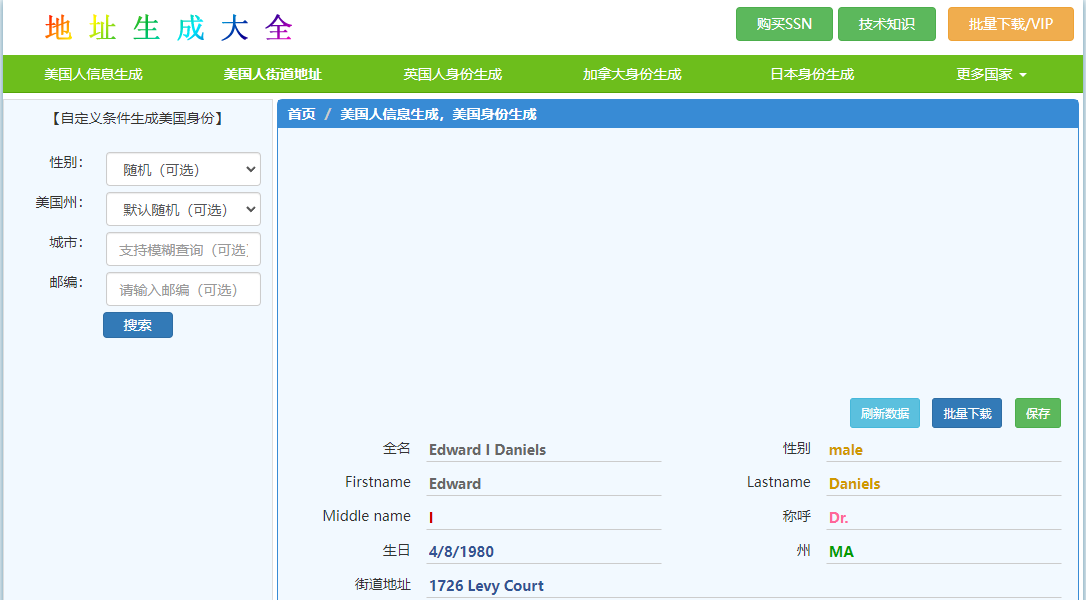 地址生成大全
购买SSN 技术知识 批量下载/VIP
美国人信息生成 美国人街道地址 英国人身份生成 加拿大身份生成 日本身份生成 更多国家
【自定义条件生成美国身份】
首页 / 美国人信息生成，美国身份生成
性别： 随机（可选）
美国州： 默认随机（可选）
城市： 支持模糊查询（可选
邮编： 请输入邮编（可选）
搜索
刷新数据 批量下载 保存
全名 Edward I Daniels 性别 male
Firstname Edward Lastname Daniels
Middle name I 称呼 Dr.
生日 4/8/1980 州 MA
街道地址 1726 Levy Court